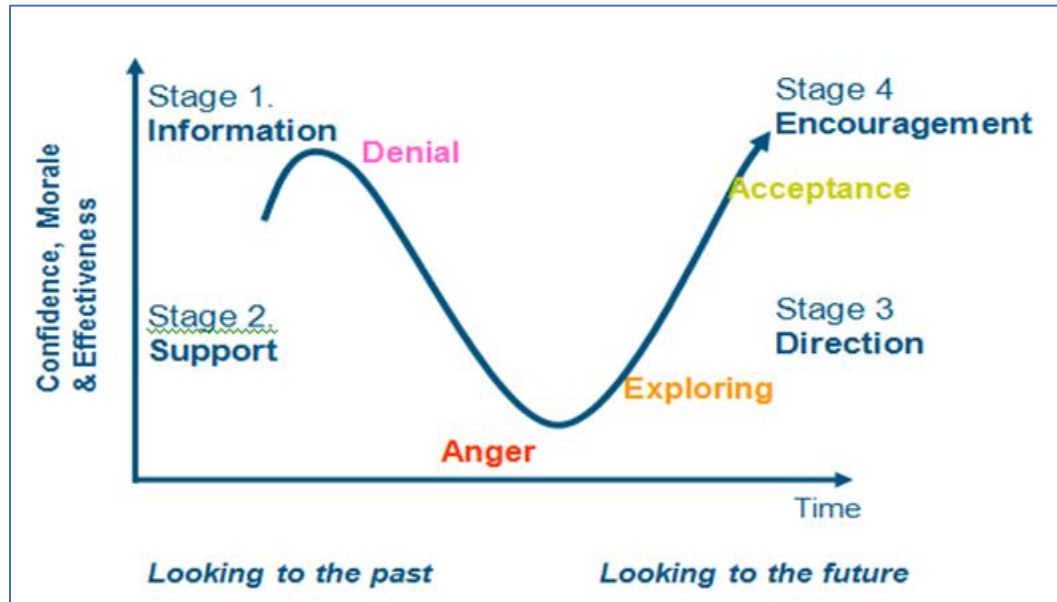 Stage 1.
Information
Denial
Stage 4
Encouragement
Acceptance
Confidence, Morale
& Effectiveness
Stage 2.
Support
Stage 3
Direction
Exploring
Anger
Time
Looking to the past
Looking to the future